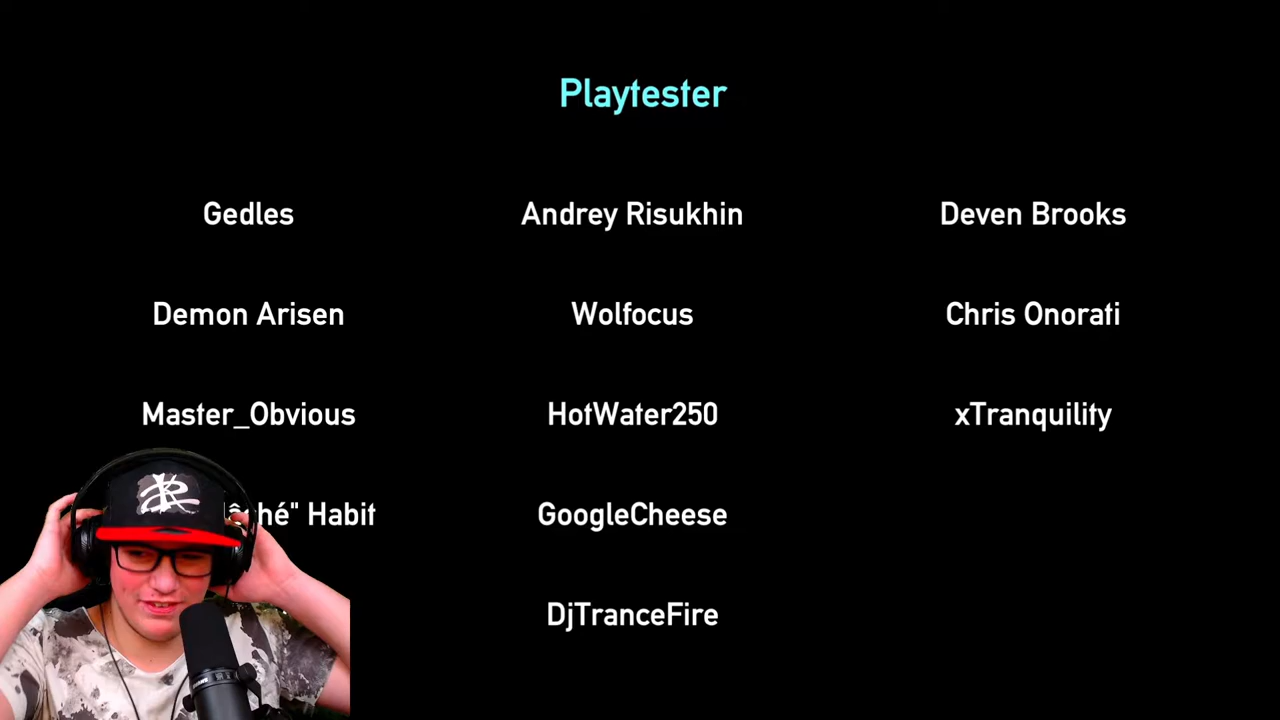 Playtester
Gedles Andrey Risukhin Deven Brooks
Demon Arisen Wolfocus Chris Onorati
Master_Obvious HotWater250 xTranquility
Habit GoogleCheese
DjTranceFire